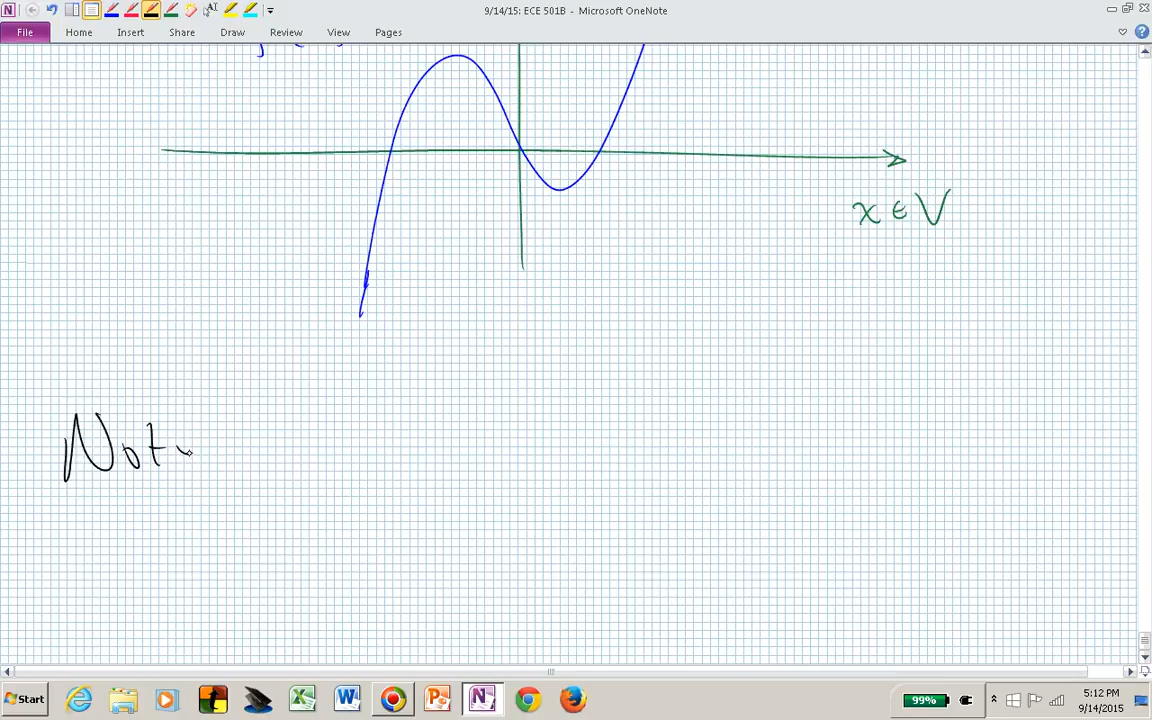 9/14/15: ECE 501B - Microsoft OneNote
File Home Insert Share Draw Review View Pages
x ∈ V
Not
99% 5:12 PM
9/14/2015
Start